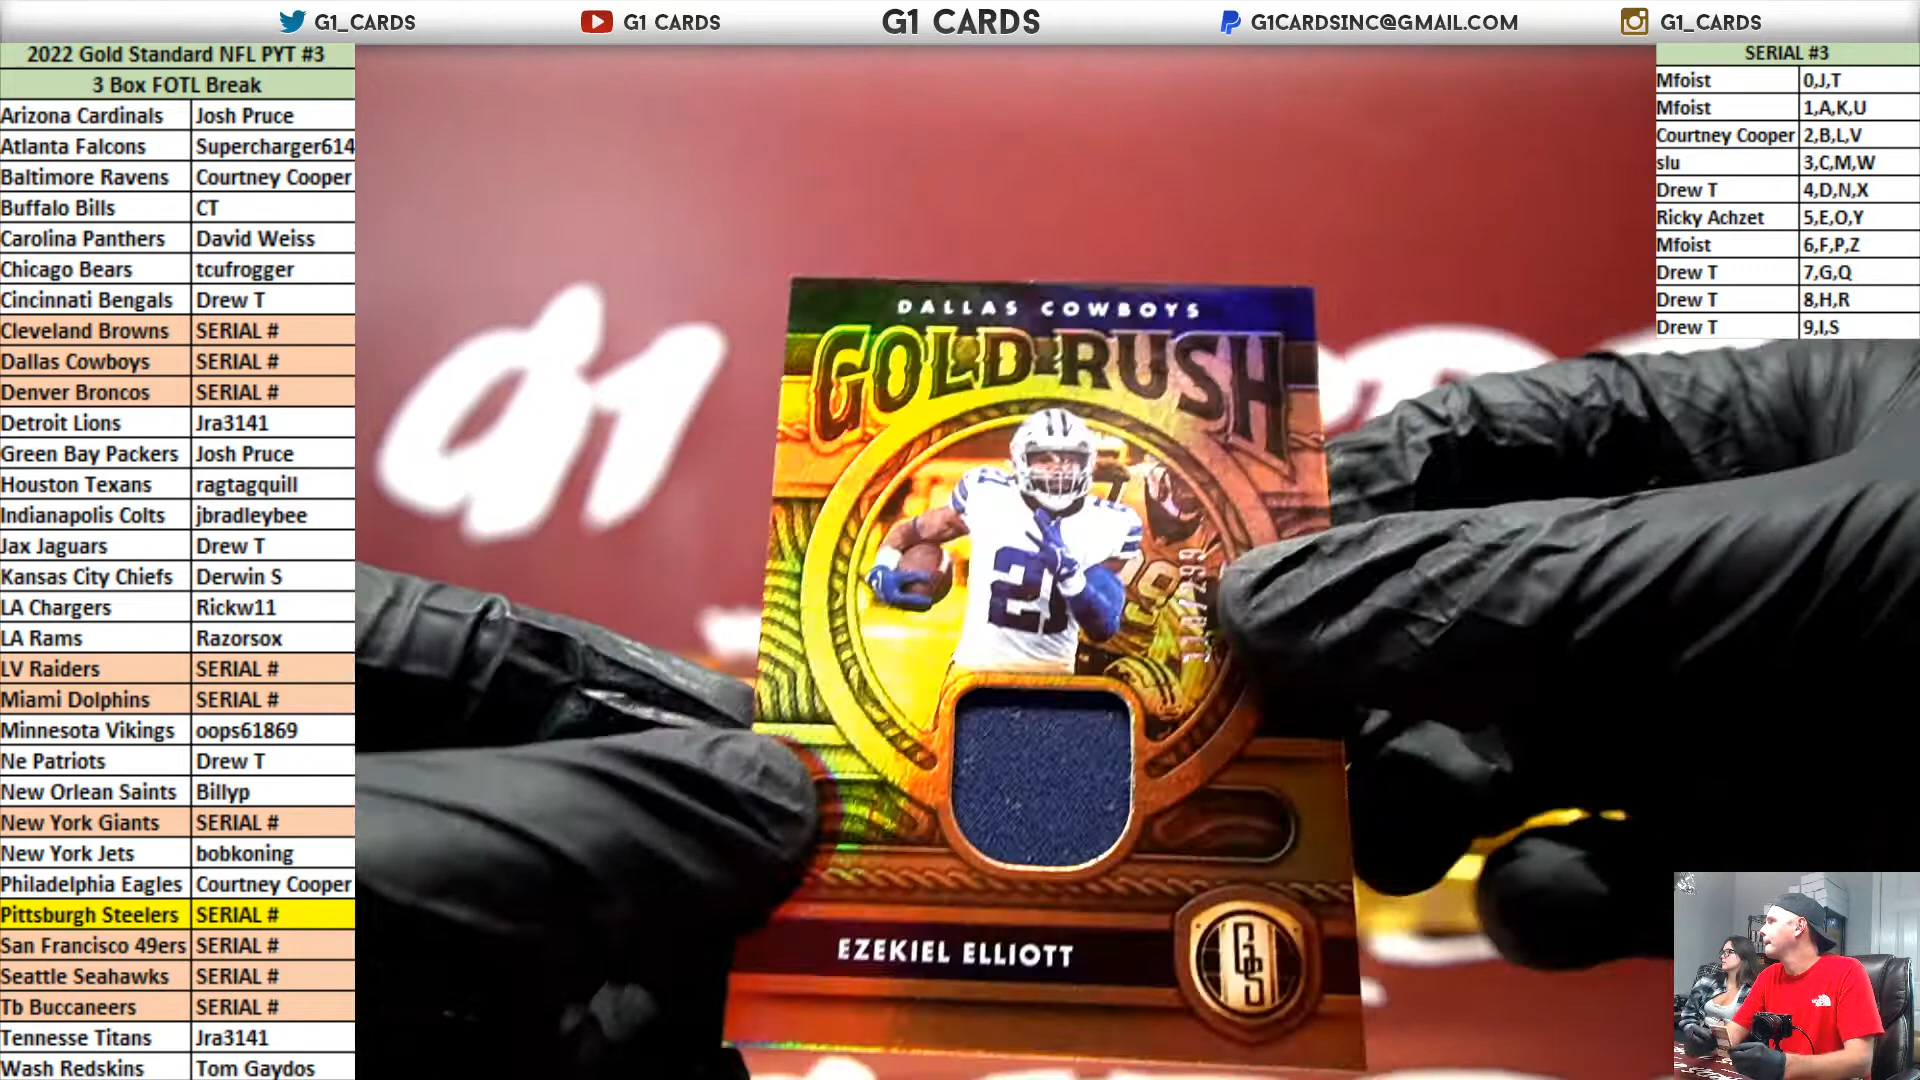 G1_CARDS
G1 CARDS
G1 CARDS
G1CARDSINC@GMAIL.COM
G1_CARDS
2022 Gold Standard NFL PYT #3
3 Box FOTL Break
Arizona Cardinals Josh Pruce
Atlanta Falcons Supercharger614
Baltimore Ravens Courtney Cooper
Buffalo Bills CT
Carolina Panthers David Weiss
Chicago Bears tcufrogger
Cincinnati Bengals Drew T
Cleveland Browns SERIAL #
Dallas Cowboys SERIAL #
Denver Broncos SERIAL #
Detroit Lions Jra3141
Green Bay Packers Josh Pruce
Houston Texans ragtagquill
Indianapolis Colts jbradleybee
Jax Jaguars Drew T
Kansas City Chiefs Derwin S
LA Chargers Rickw11
LA Rams Razorsox
LV Raiders SERIAL #
Miami Dolphins SERIAL #
Minnesota Vikings oops61869
Ne Patriots Drew T
New Orlean Saints Billyp
New York Giants SERIAL #
New York Jets bobkoning
Philadelphia Eagles Courtney Cooper
Pittsburgh Steelers SERIAL #
San Francisco 49ers SERIAL #
Seattle Seahawks SERIAL #
Tb Buccaneers SERIAL #
Tennesse Titans Jra3141
Wash Redskins Tom Gaydos
SERIAL #3
Mfoist 0,J,T
Mfoist 1,A,K,U
Courtney Cooper 2,B,L,V
slu 3,C,M,W
Drew T 4,D,N,X
Ricky Achzet 5,E,O,Y
Mfoist 6,F,P,Z
Drew T 7,G,Q
Drew T 8,H,R
Drew T 9,I,S
g1
DALLAS COWBOYS
GOLD RUSH
21
EZEKIEL ELLIOTT
GS